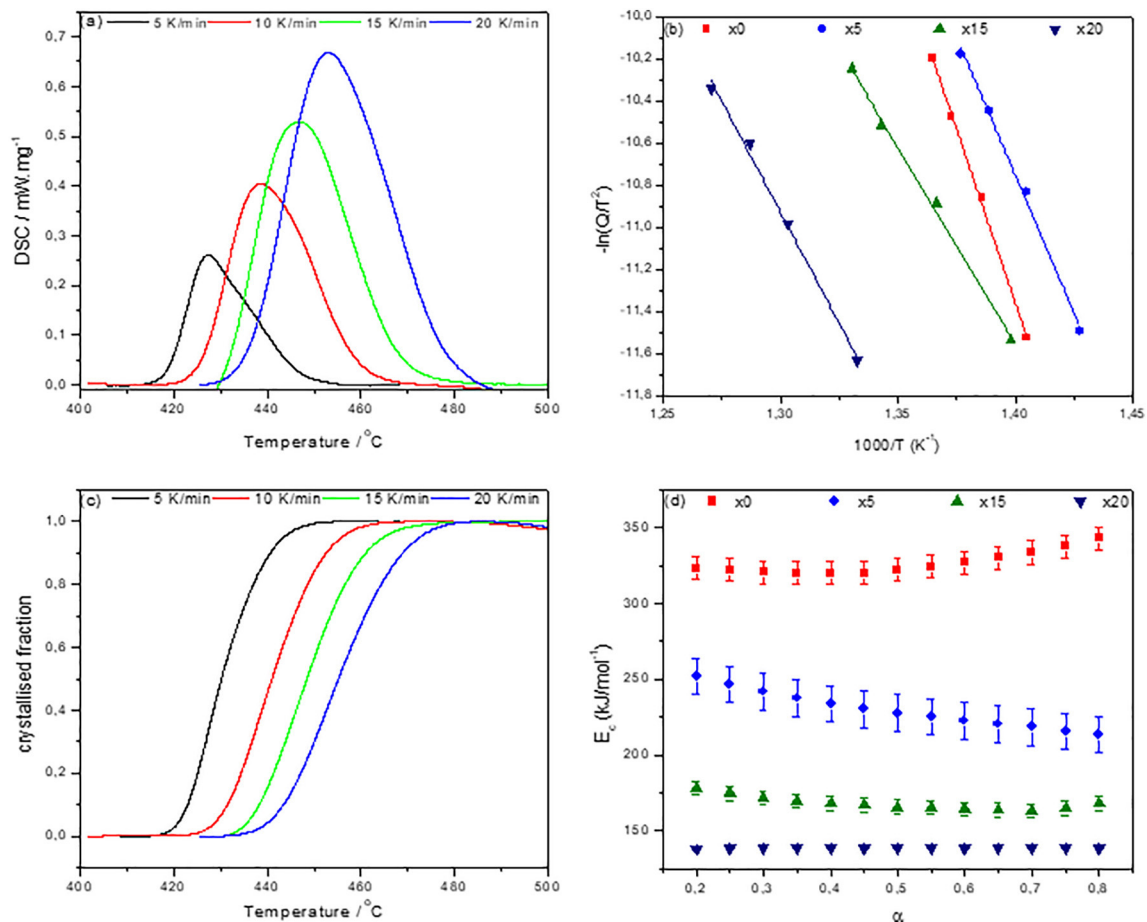 (a) 5 K/min 10 K/min 15 K/min 20 K/min
0,7
0,6
0,5
0,4
0,3
0,2
0,1
0,0
DSC / mW.mg-1
400 420 440 460 480 500
Temperature / °C
(b) x0 x5 x15 x20
-10,0
-10,2
-10,4
-10,6
-10,8
-11,0
-11,2
-11,4
-11,6
-11,8
-ln(Q/T2)
1,25 1,30 1,35 1,40 1,45
1000/T (K-1)
(c) 5 K/min 10 K/min 15 K/min 20 K/min
1,0
0,8
0,6
0,4
0,2
0,0
crystallised fraction
400 420 440 460 480 500
Temperature / °C
(d) x0 x5 x15 x20
350
300
250
200
150
Ec (kJ/mol-1)
0,2 0,3 0,4 0,5 0,6 0,7 0,8
α